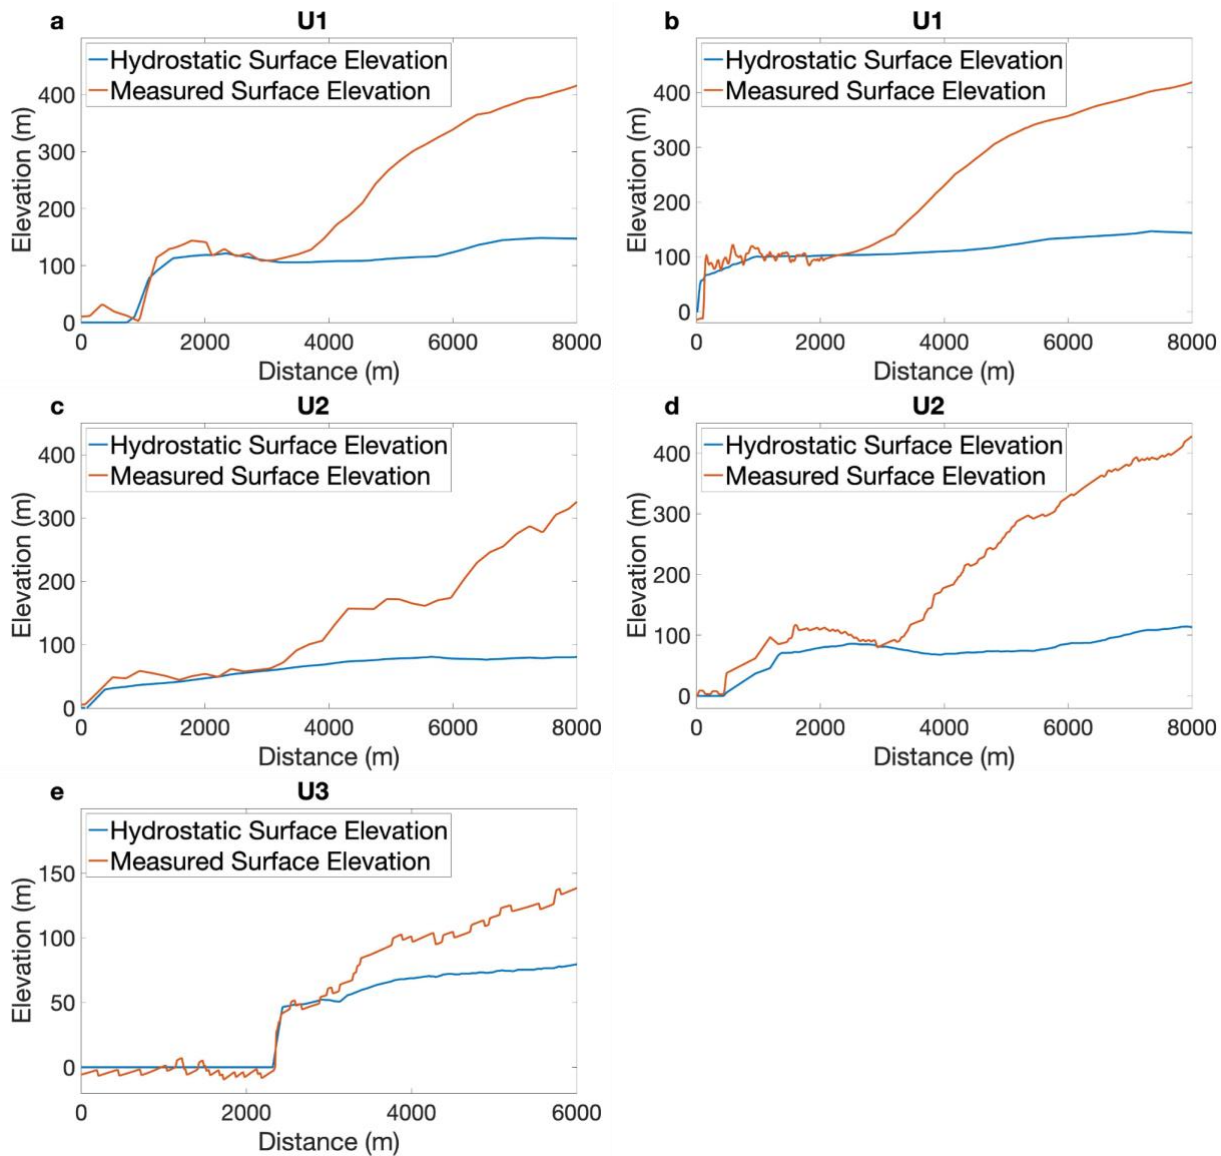 a
U1
Hydrostatic Surface Elevation
Measured Surface Elevation
400
300
200
100
0
Elevation (m)
0 2000 4000 6000 8000
Distance (m)
b
U1
Hydrostatic Surface Elevation
Measured Surface Elevation
400
300
200
100
0
Elevation (m)
0 2000 4000 6000 8000
Distance (m)
c
U2
Hydrostatic Surface Elevation
Measured Surface Elevation
400
300
200
100
0
Elevation (m)
0 2000 4000 6000 8000
Distance (m)
d
U2
Hydrostatic Surface Elevation
Measured Surface Elevation
400
300
200
100
0
Elevation (m)
0 2000 4000 6000 8000
Distance (m)
e
U3
Hydrostatic Surface Elevation
Measured Surface Elevation
150
100
50
0
Elevation (m)
0 2000 4000 6000
Distance (m)